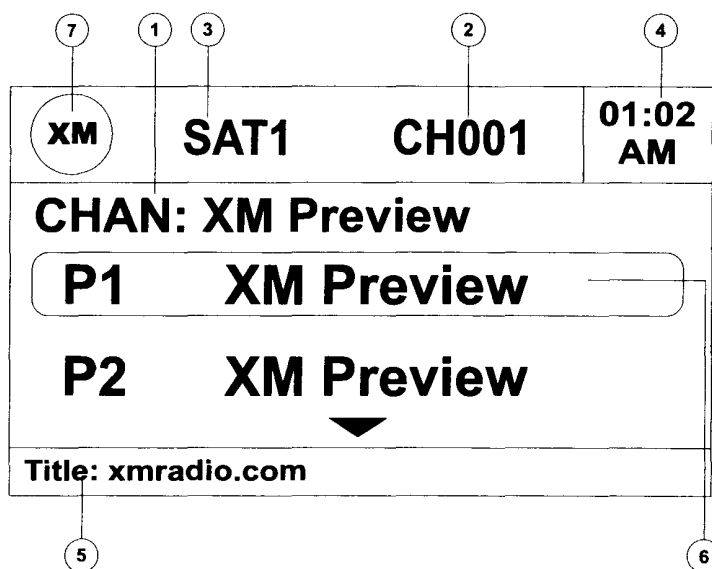 7 1 3 2 4
XM SAT1 CH001 01:02 AM
CHAN: XM Preview
P1 XM Preview
P2 XM Preview
Title: xmradio.com
5 6